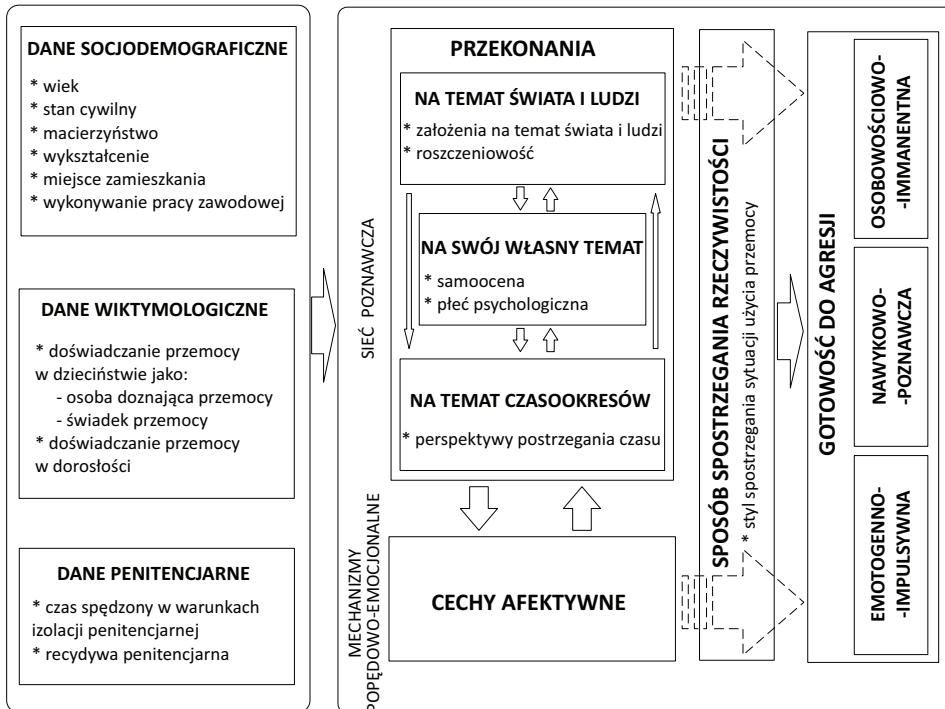 DANE SOCJODEMOGRAFICZNE
* wiek
* stan cywilny
* macierzyństwo
* wykształcenie
* miejsce zamieszkania
* wykonywanie pracy zawodowej
DANE WIKTYMOLOGICZNE
* doświadczanie przemocy
w dzieciństwie jako:
- osoba doznająca przemocy
- świadek przemocy
* doświadczanie przemocy
w dorosłości
DANE PENITENCJARNE
* czas spędzony w warunkach
izolacji penitencjarnej
* recydywa penitencjarna
SIEĆ POZNAWCZA
PRZEKONANIA
NA TEMAT ŚWIATA I LUDZI
* założenia na temat świata i ludzi
* roszczeniowość
NA SWÓJ WŁASNY TEMAT
* samoocena
* płeć psychologiczna
NA TEMAT CZASOOKRESÓW
* perspektywy postrzegania czasu
MECHANIZMY
POPĘDOWO-EMOCJONALNE
CECHY AFEKTYWNE
SPOSÓB SPOSTRZEGANIA RZECZYWISTOŚCI
* styl spostrzegania sytuacji użycia przemocy
GOTOWOŚĆ DO AGRESJI
OSOBOWOŚCIOWO-
-IMMANENTNA
NAWYKOWO-
-POZNAWCZA
EMOTOGENNO-
-IMPULSYWNA